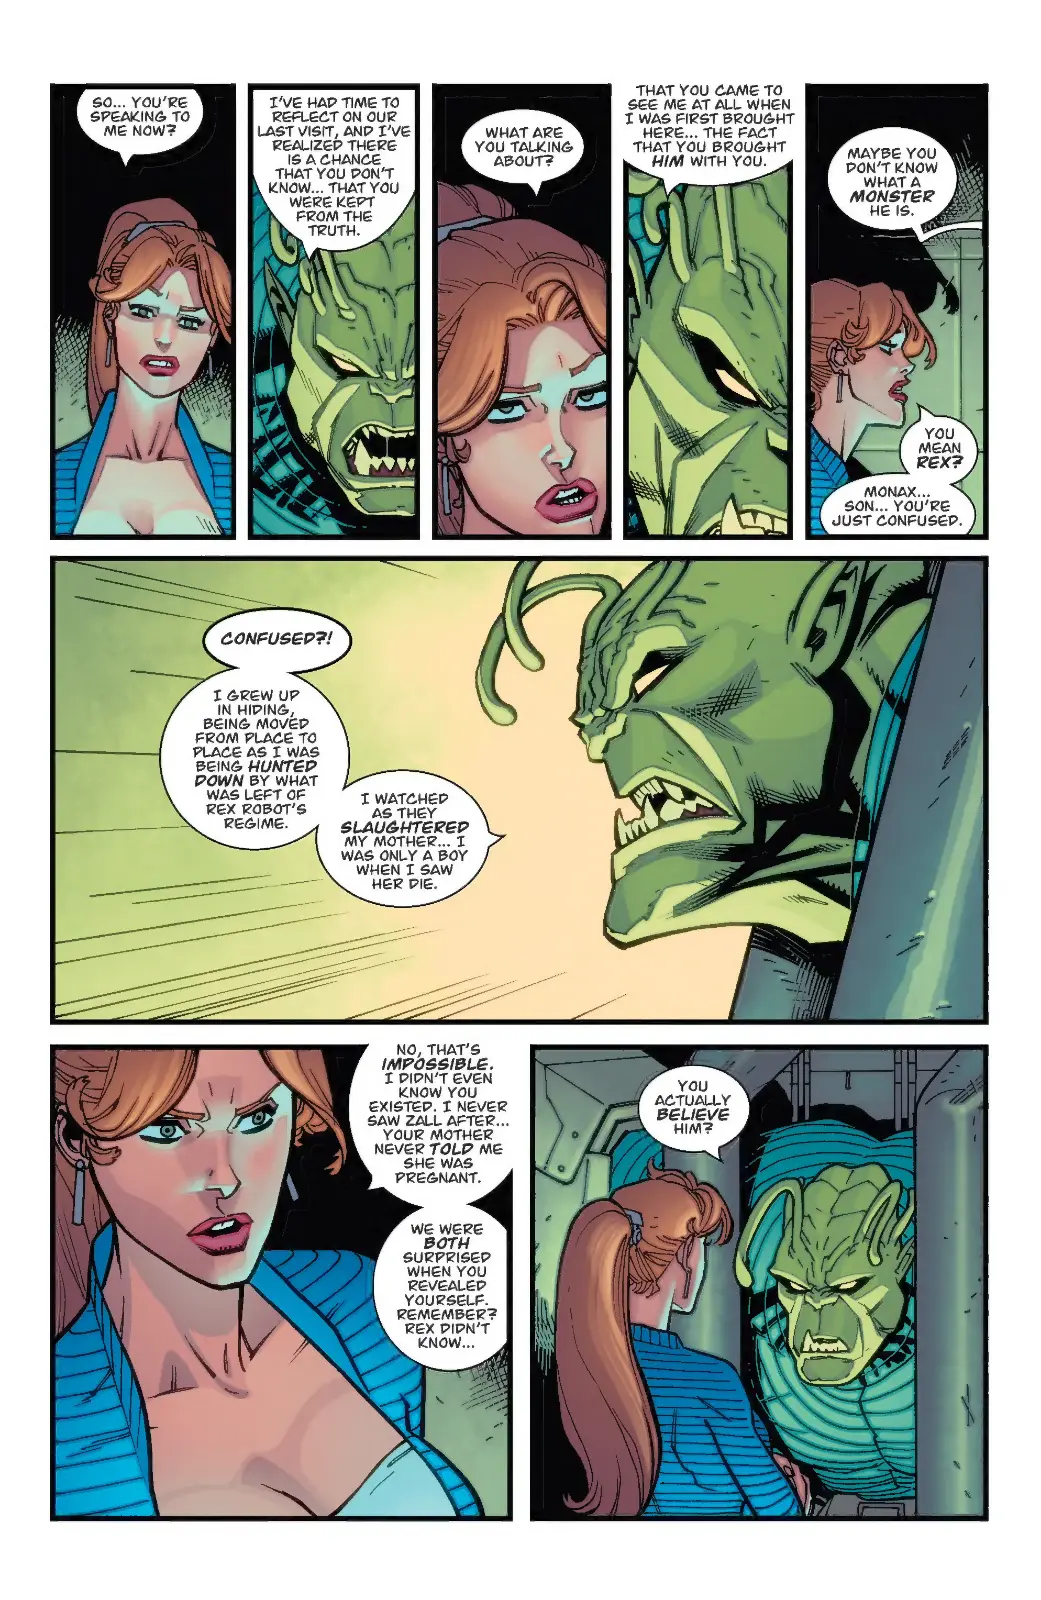 SO... YOU'RE
SPEAKING TO
ME NOW?
I'VE HAD TIME TO
REFLECT ON OUR
LAST VISIT, AND I'VE
REALIZED THERE
IS A CHANCE
THAT YOU DON'T
KNOW... THAT YOU
WERE KEPT
FROM THE
TRUTH.
WHAT ARE
YOU TALKING
ABOUT?
THAT YOU CAME TO
SEE ME AT ALL WHEN
I WAS FIRST BROUGHT
HERE... THE FACT
THAT YOU BROUGHT
HIM WITH YOU.
MAYBE YOU
DON'T KNOW
WHAT A
MONSTER
HE IS.
YOU
MEAN
REX?
MONAX...
SON... YOU'RE
JUST CONFUSED.
CONFUSED?!
I GREW UP
IN HIDING,
BEING MOVED
FROM PLACE TO
PLACE AS I WAS
BEING HUNTED
DOWN BY WHAT
WAS LEFT OF
REX ROBOT'S
REGIME.
I WATCHED
AS THEY
SLAUGHTERED
MY MOTHER... I
WAS ONLY A BOY
WHEN I SAW
HER DIE.
NO, THAT'S
IMPOSSIBLE.
I DIDN'T EVEN
KNOW YOU
EXISTED. I NEVER
SAW ZALL AFTER...
YOUR MOTHER
NEVER TOLD ME
SHE WAS
PREGNANT.
WE WERE
BOTH
SURPRISED
WHEN YOU
REVEALED
YOURSELF.
REMEMBER?
REX DIDN'T
KNOW...
YOU
ACTUALLY
BELIEVE
HIM?